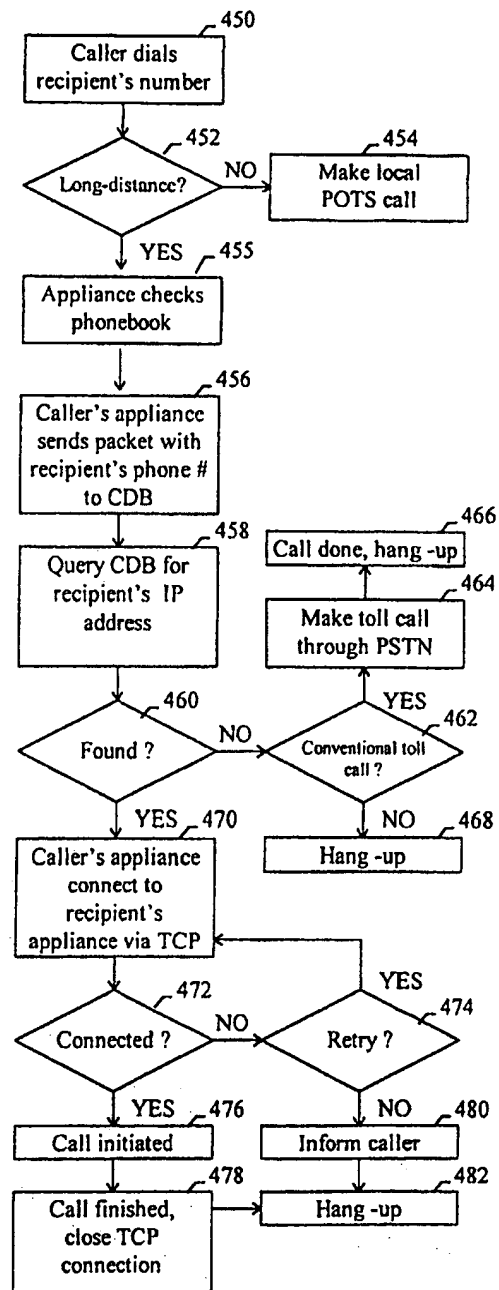 450
Caller dials
recipient's number
452
Long-distance?
NO
454
Make local
POTS call
YES
455
Appliance checks
phonebook
456
Caller's appliance
sends packet with
recipient's phone #
to CDB
458
Query CDB for
recipient's IP
address
466
Call done, hang -up
464
Make toll call
through PSTN
460
Found ?
NO
YES
462
Conventional toll
call ?
YES
470
NO
468
Hang -up
Caller's appliance
connect to
recipient's
appliance via TCP
472
Connected ?
NO
YES
474
Retry ?
YES
476
Call initiated
NO
480
Inform caller
478
Call finished,
close TCP
connection
482
Hang -up